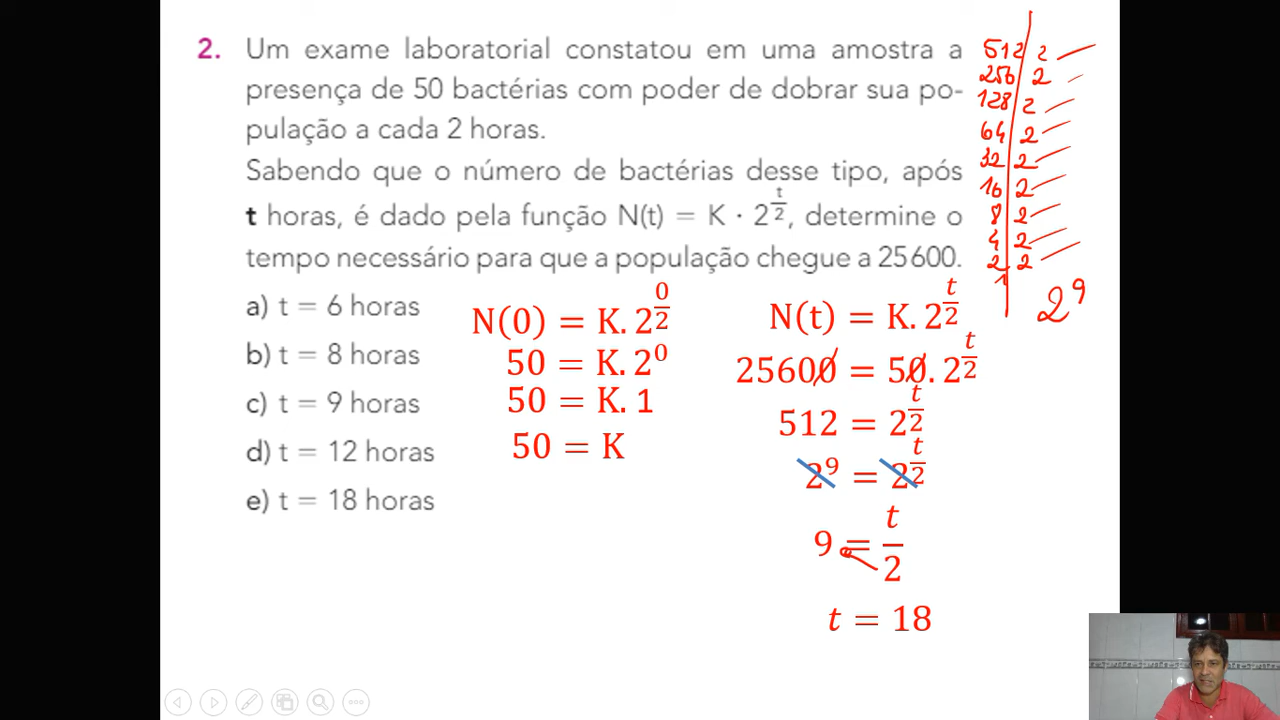 2. Um exame laboratorial constatou em uma amostra a
presença de 50 bactérias com poder de dobrar sua po-
pulação a cada 2 horas.
Sabendo que o número de bactérias desse tipo, após
t horas, é dado pela função N(t) = K · 2^(t/2), determine o
tempo necessário para que a população chegue a 25600.
a) t = 6 horas
b) t = 8 horas
c) t = 9 horas
d) t = 12 horas
e) t = 18 horas
N(0) = K. 2^(0/2)
50 = K. 2^0
50 = K. 1
50 = K
N(t) = K. 2^(t/2)
25600 = 50. 2^(t/2)
512 = 2^(t/2)
2^9 = 2^(t/2)
9 = t/2
t = 18
512 | 2
256 | 2
128 | 2
64 | 2
32 | 2
16 | 2
8 | 2
4 | 2
2 | 2
1
2^9